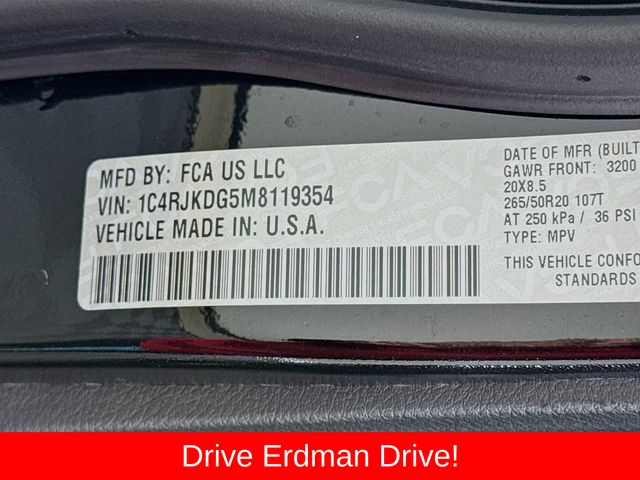 MFD BY: FCA US LLC
VIN: 1C4RJKDG5M8119354
VEHICLE MADE IN: U.S.A.
DATE OF MFR (BUILT
GAWR FRONT: 3200
20X8.5
265/50R20 107T
AT 250 kPa / 36 PSI
TYPE: MPV
THIS VEHICLE CONFO
STANDARDS
Drive Erdman Drive!